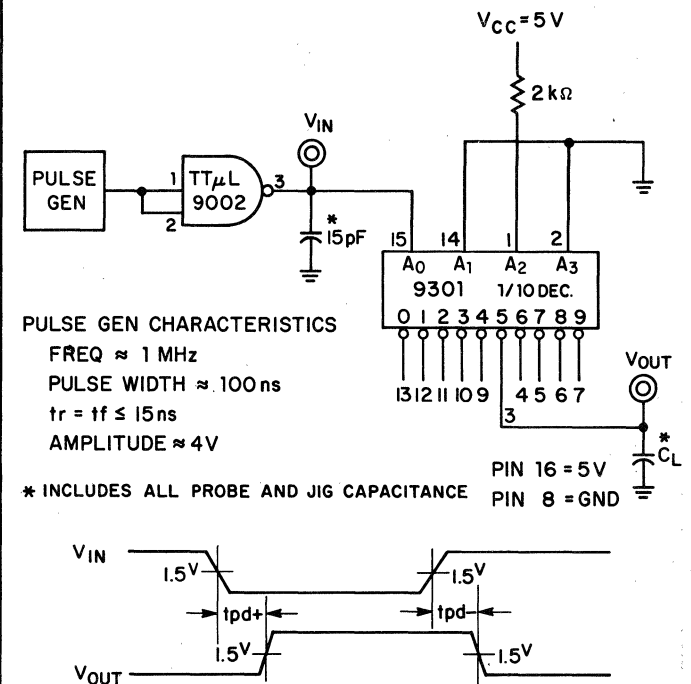 VCC = 5V
2 kΩ
VIN
PULSE
GEN
1
2
TTμL
9002
3
*
15pF
15
14
1
2
A0 A1 A2 A3
9301 1/10 DEC.
0 1 2 3 4 5 6 7 8 9
13 12 11 10 9
3
4 5 6 7
VOUT
*
CL
PULSE GEN CHARACTERISTICS
FREQ ≈ 1 MHz
PULSE WIDTH ≈ 100 ns
tr = tf ≤ 15ns
AMPLITUDE ≈ 4V
* INCLUDES ALL PROBE AND JIG CAPACITANCE
PIN 16 = 5V
PIN 8 = GND
VIN
1.5V
1.5V
tpd+
tpd-
1.5V
1.5V
VOUT